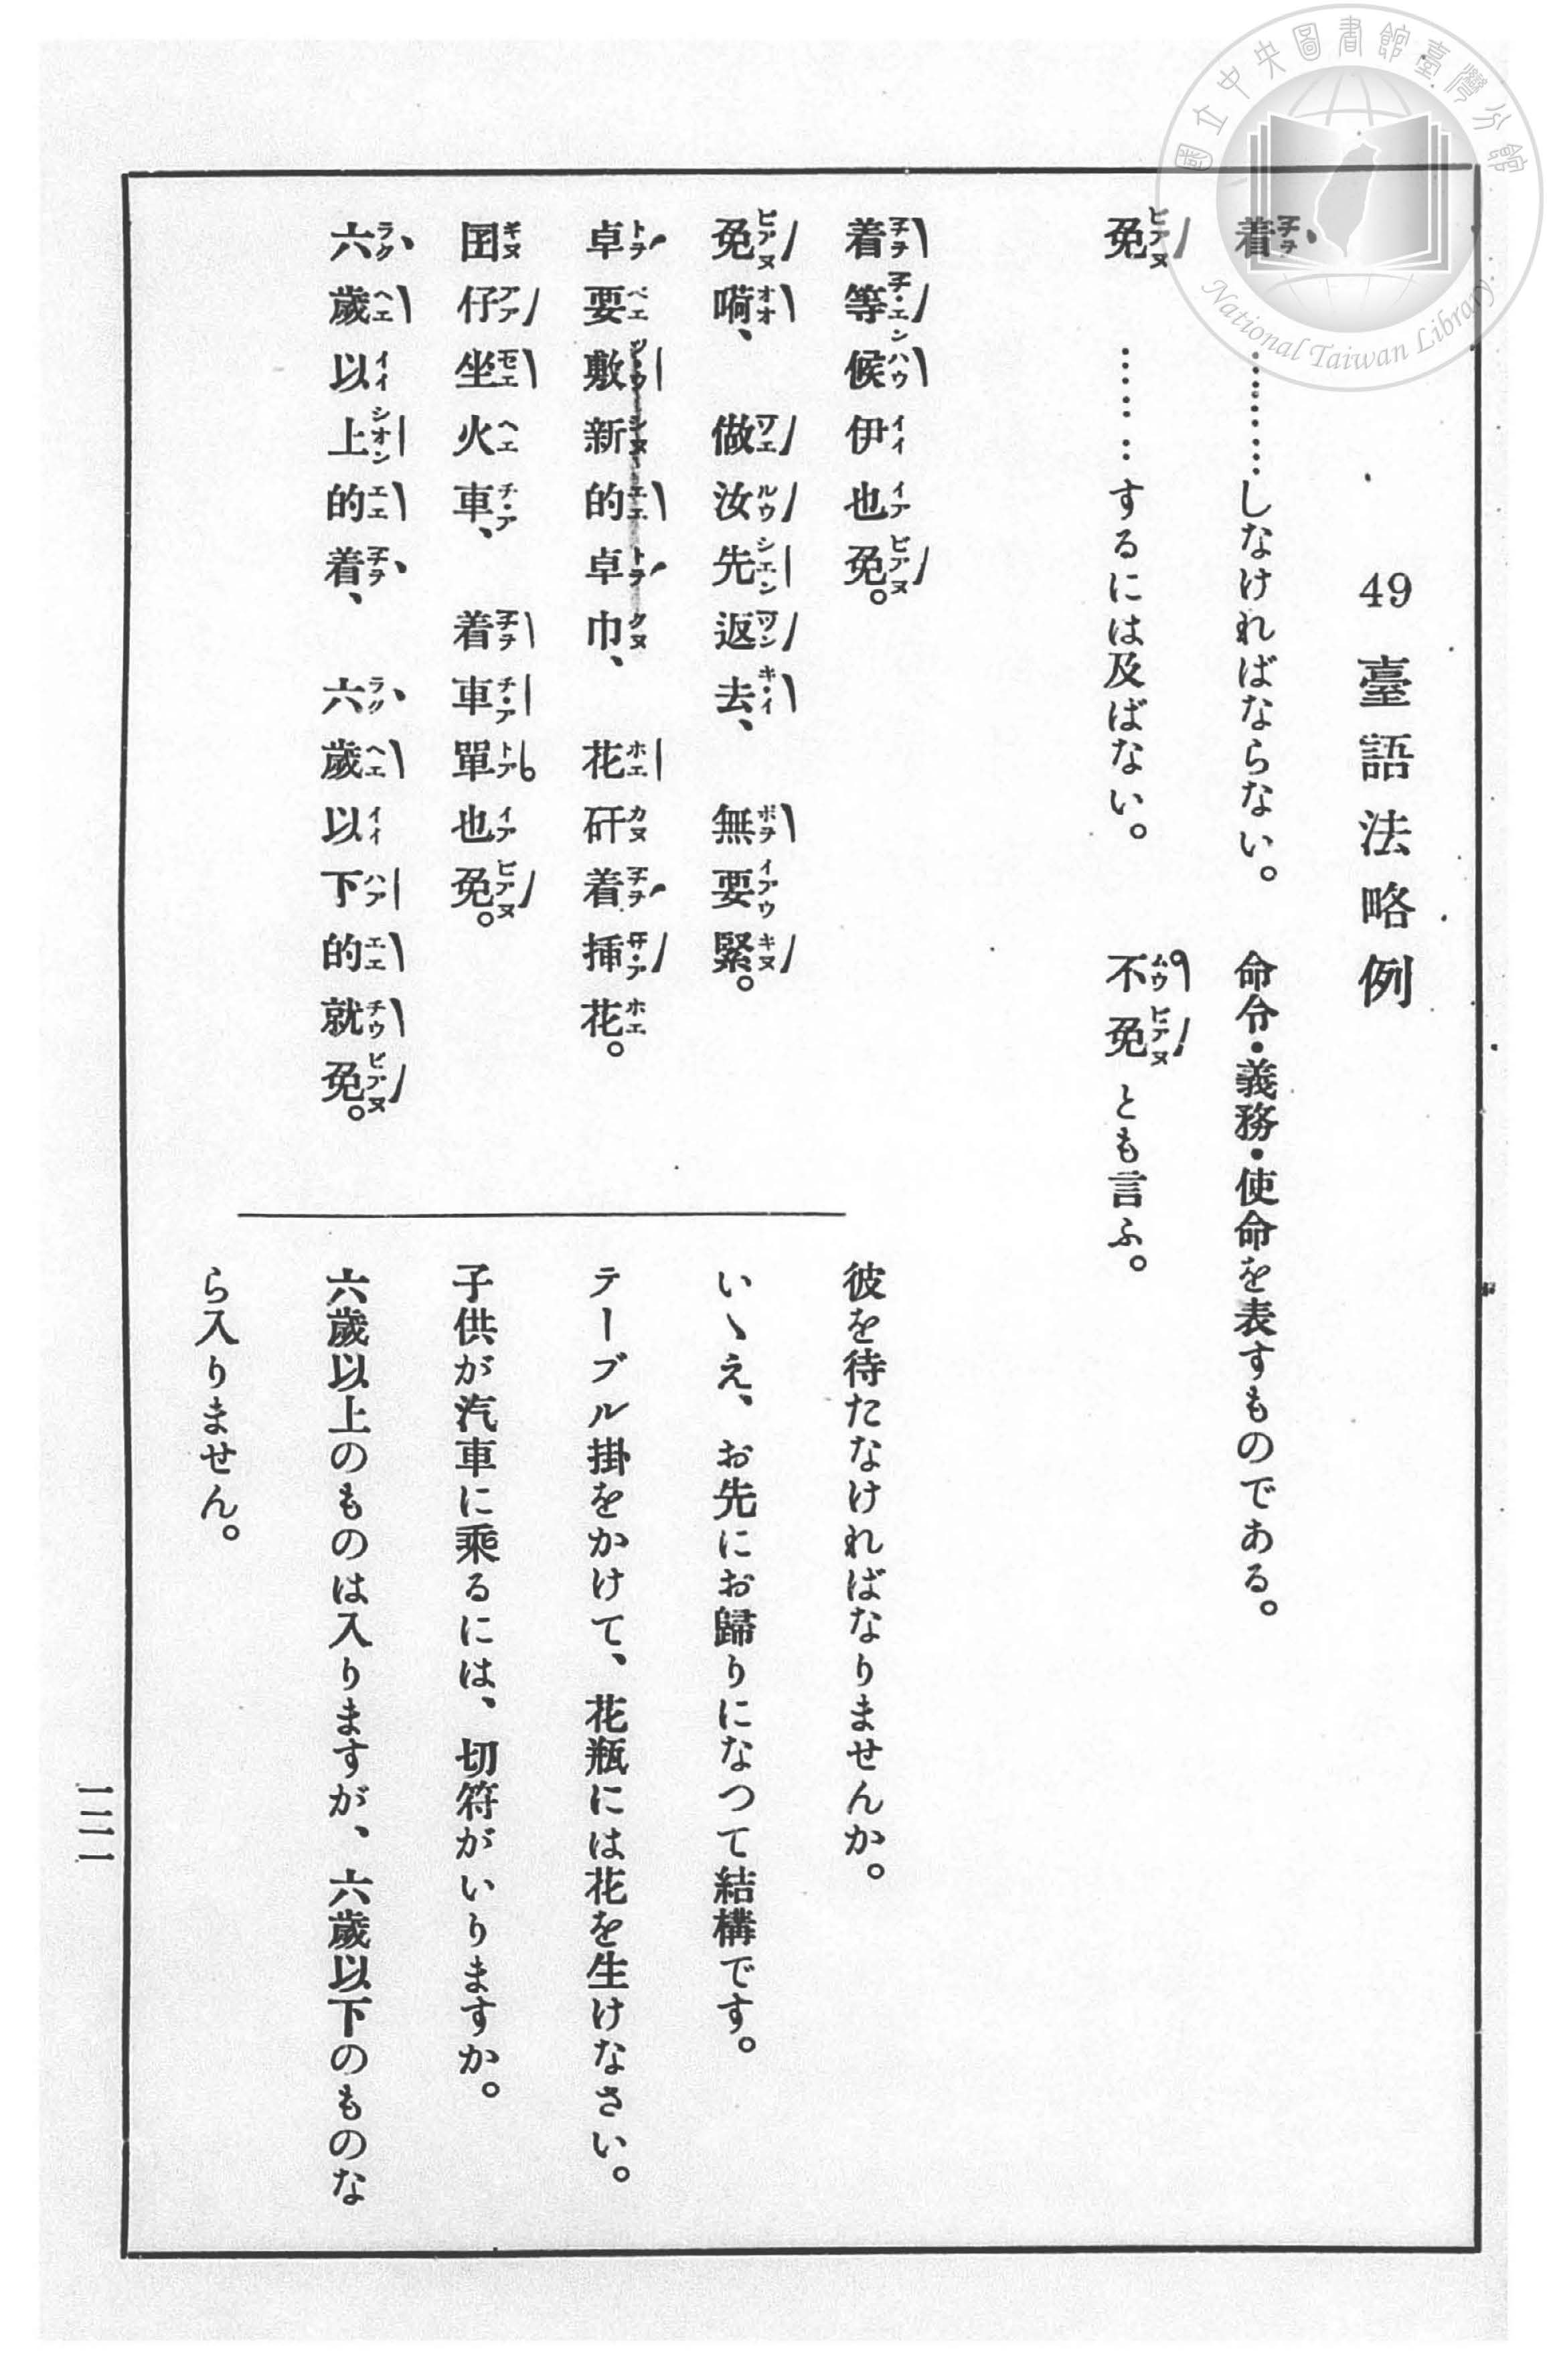 國立中央圖書館臺灣分館
National Taiwan Library
49 臺語法略例
着 ………しなければならない。 命令・義務・使命を表すものである。
免 ………するには及ばない。 不免とも言ふ。
着等候伊也免。
彼を待たなければなりませんか。
免嗬、做汝先返去、無要緊。
いゝえ、お先にお歸りになつて結構です。
卓要敷新的卓巾、花矸着挿花。
テーブル掛をかけて、花瓶には花を生けなさい。
囝仔坐火車、着車單也免。
子供が汽車に乘るには、切符がいりますか。
六歲以上的着、六歲以下的就免。
六歲以上のものは入りますが、六歲以下のものな
ら入りません。